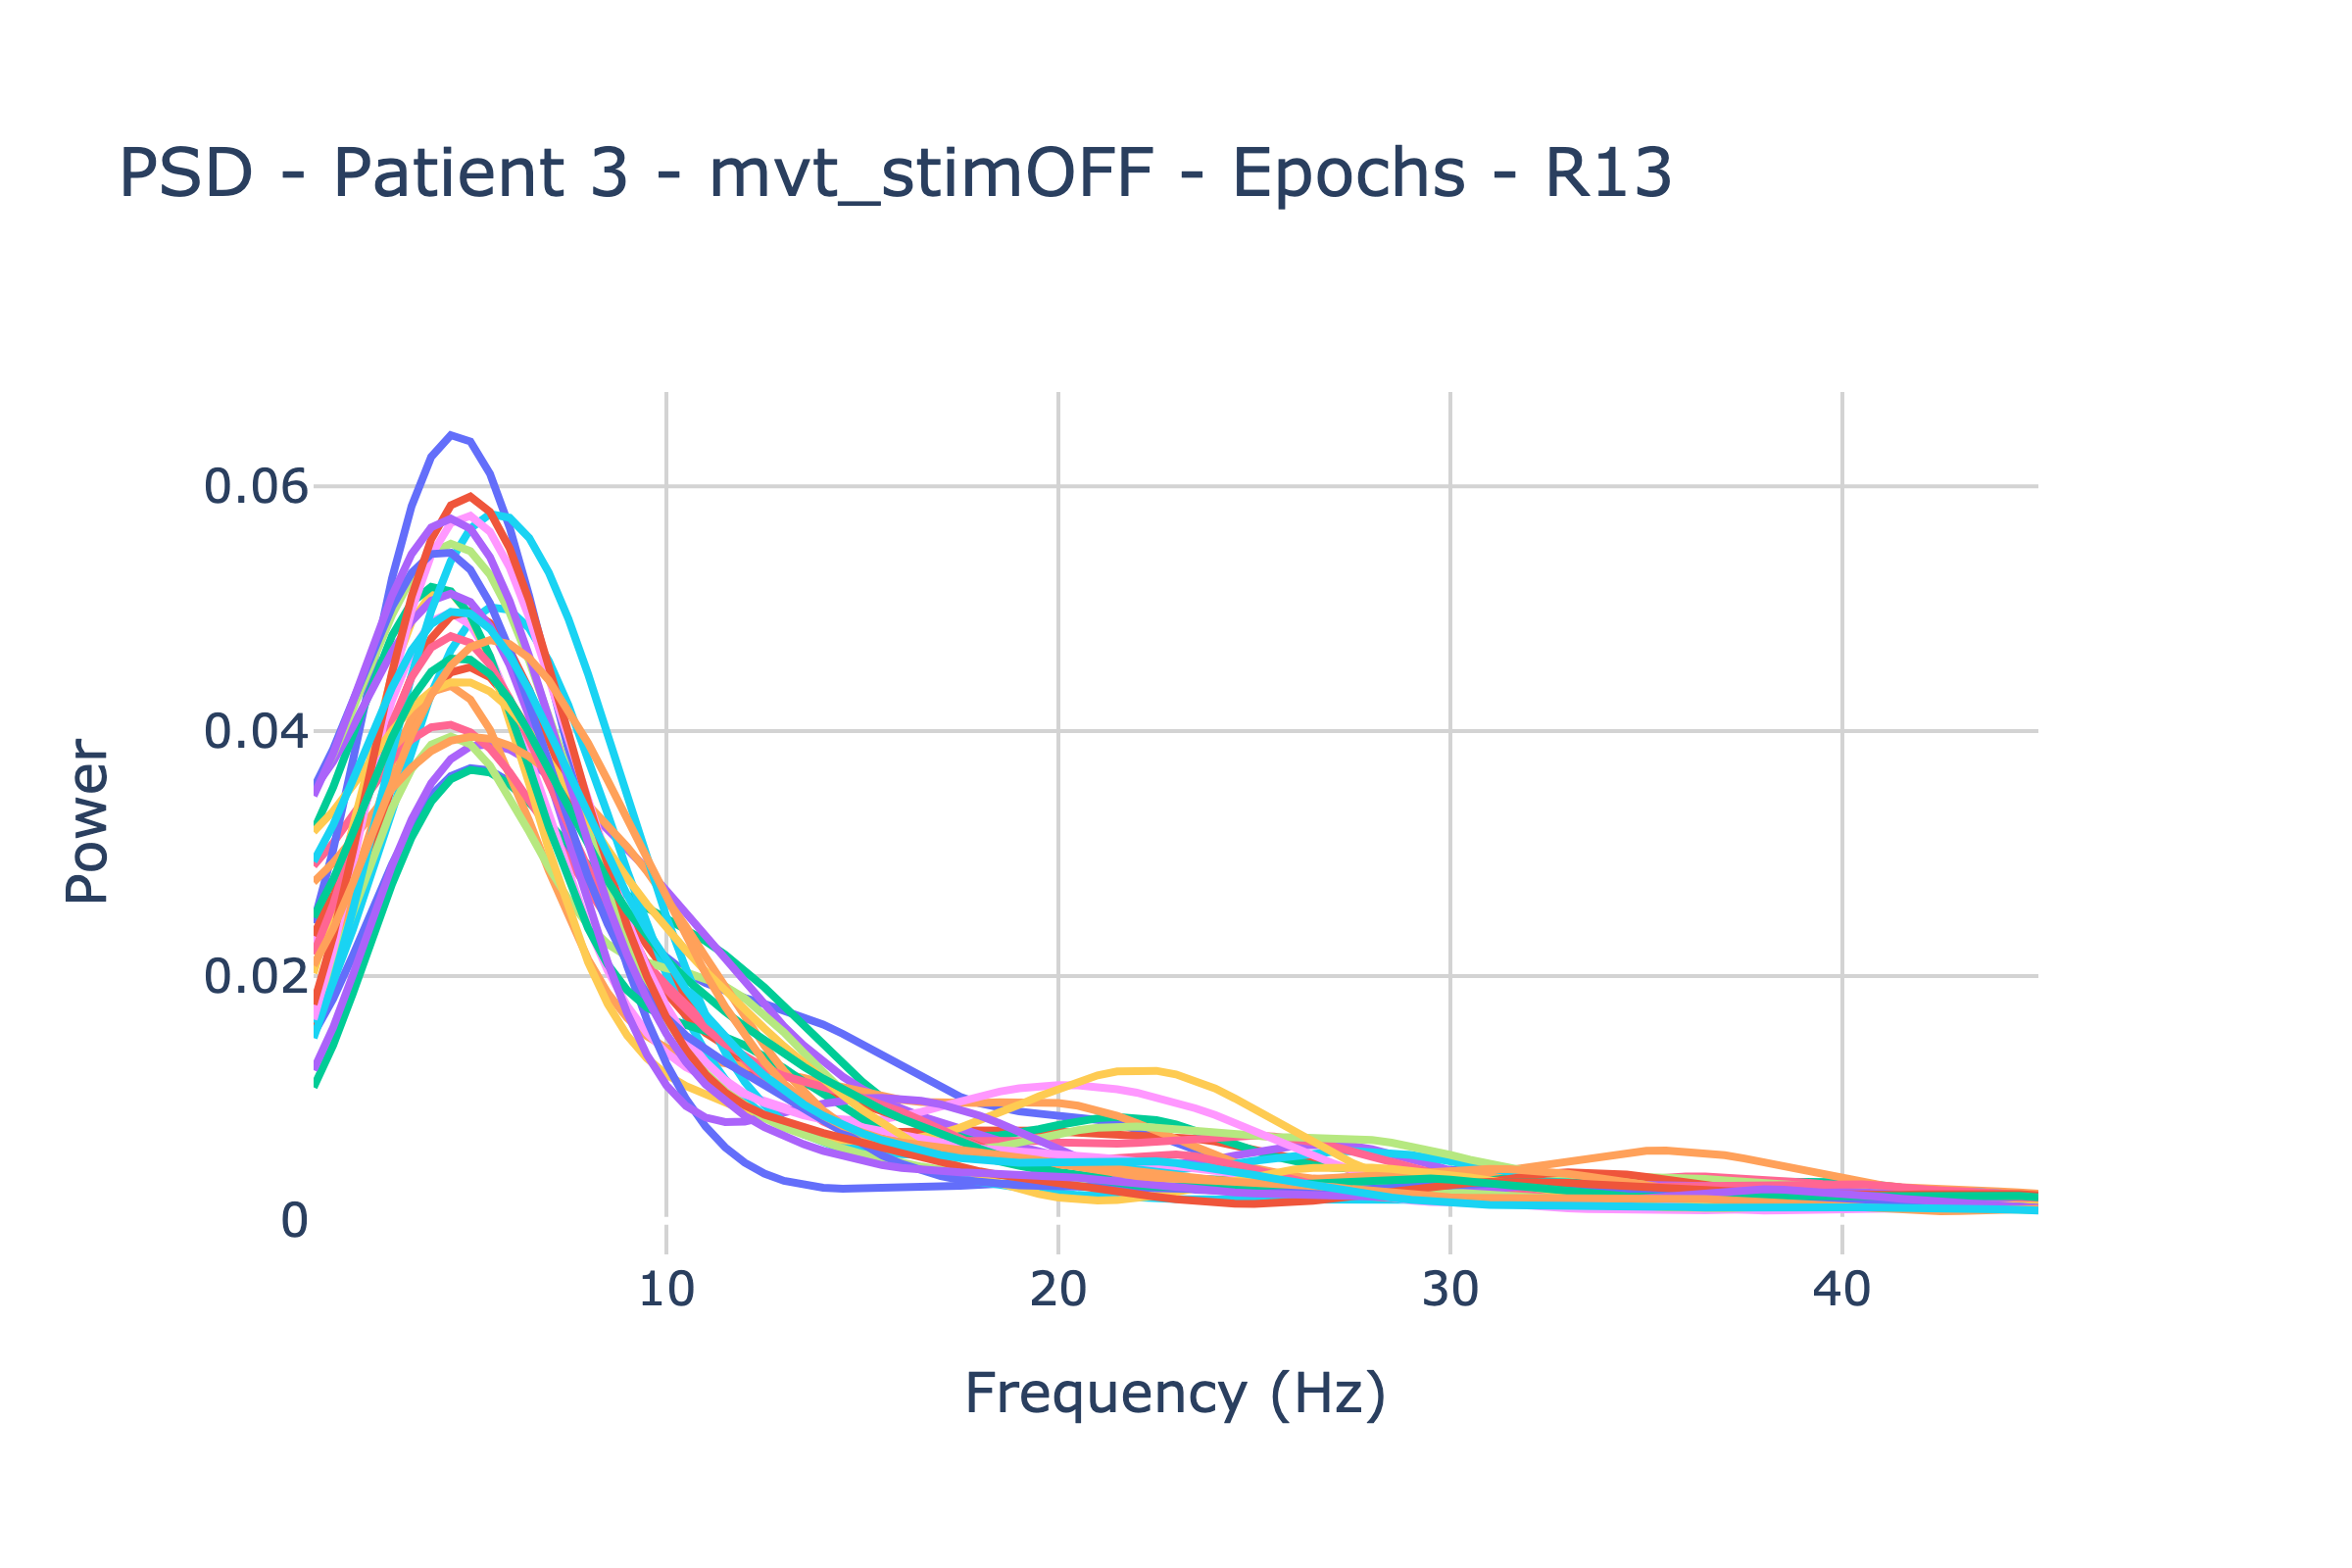 PSD - Patient 3 - mvt_stimOFF - Epochs - R13
0.06
0.04
0.02
0
Power
10 20 30 40
Frequency (Hz)